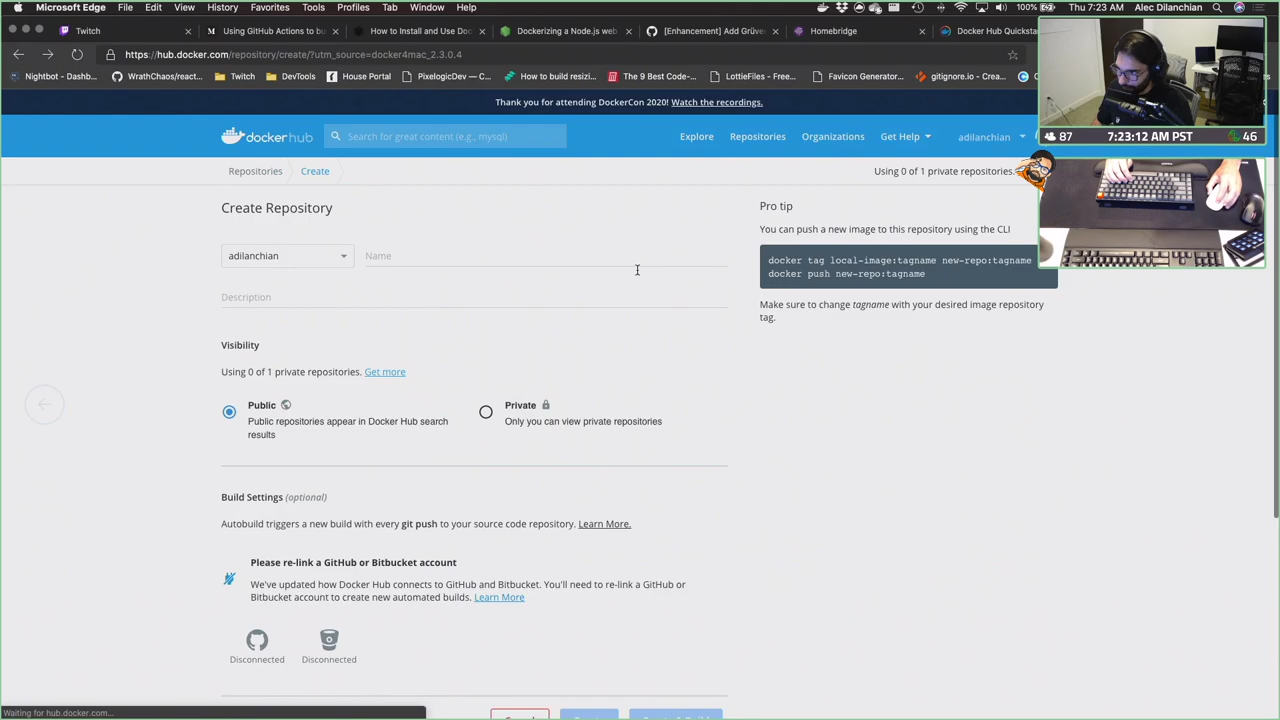 Microsoft Edge File Edit View History Favorites Tools Profiles Tab Window Help 100% Thu 7:23 AM Alec Dilanchian
Twitch
Using GitHub Actions to bu
How to Install and Use Doc
Dockerizing a Node.js web
[Enhancement] Add Grüve
Homebridge
Docker Hub Quicksta
https://hub.docker.com/repository/create/?utm_source=docker4mac_2.3.0.4
Nightbot - Dashb...
WrathChaos/react-...
Twitch
DevTools
House Portal
PixelogicDev — C...
How to build resizi...
The 9 Best Code-...
LottieFiles – Free...
Favicon Generator...
gitignore.io - Crea...
Thank you for attending DockerCon 2020! Watch the recordings.
docker hub
Search for great content (e.g., mysql)
Explore
Repositories
Organizations
Get Help
adilanchian
87
7:23:12 AM PST
46
Repositories
Create
Using 0 of 1 private repositories.
Create Repository
adilanchian
Name
Description
Visibility
Using 0 of 1 private repositories. Get more
Public
Public repositories appear in Docker Hub search
results
Private
Only you can view private repositories
Build Settings (optional)
Autobuild triggers a new build with every git push to your source code repository. Learn More.
Please re-link a GitHub or Bitbucket account
We've updated how Docker Hub connects to GitHub and Bitbucket. You'll need to re-link a GitHub or
Bitbucket account to create new automated builds. Learn More
Disconnected
Disconnected
Pro tip
You can push a new image to this repository using the CLI
docker tag local-image:tagname new-repo:tagname
docker push new-repo:tagname
Make sure to change tagname with your desired image repository
tag.
Waiting for hub.docker.com...